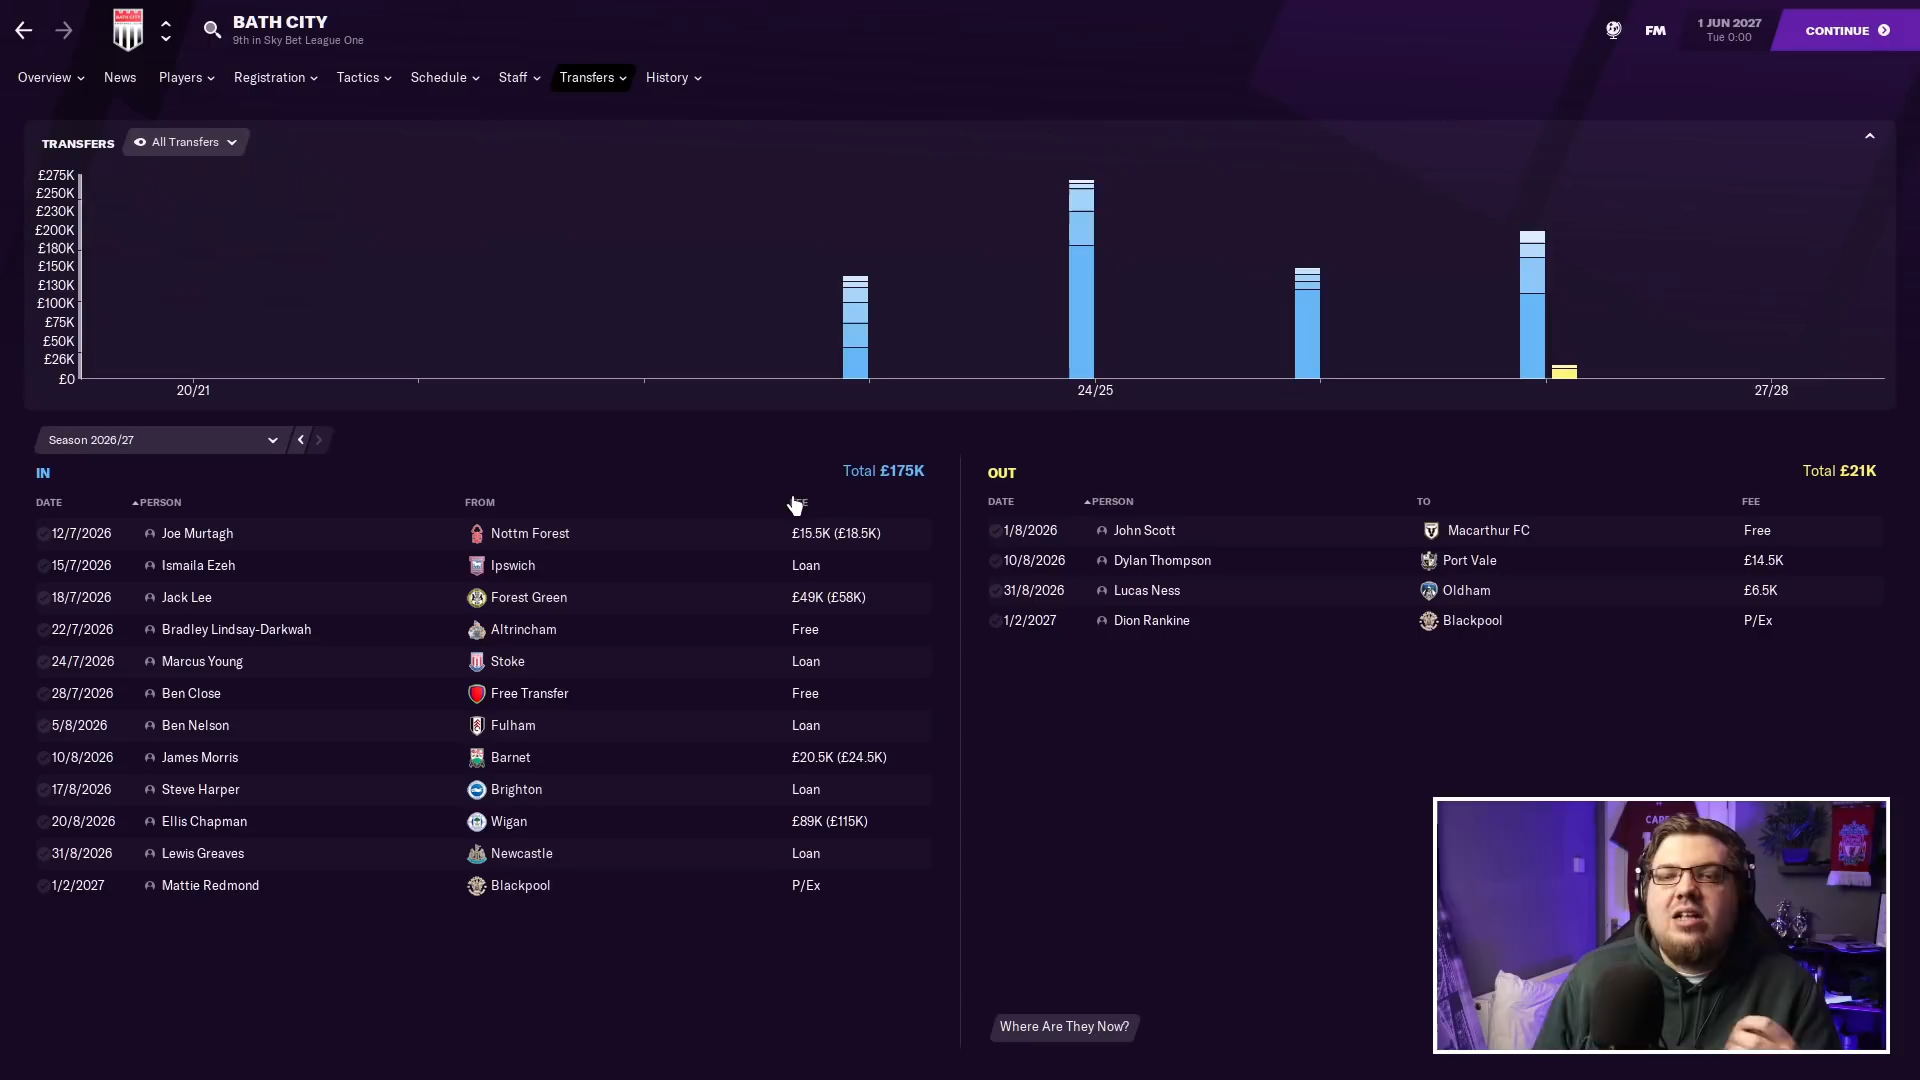 BATH CITY
9th in Sky Bet League One
FM
1 JUN 2027
Tue 0:00
CONTINUE
Overview
News
Players
Registration
Tactics
Schedule
Staff
Transfers
History
TRANSFERS
All Transfers
£275K
£250K
£230K
£200K
£180K
£150K
£130K
£100K
£75K
£50K
£26K
£0
20/21
24/25
27/28
Season 2026/27
IN
Total £175K
DATE PERSON FROM
12/7/2026 Joe Murtagh Nottm Forest £15.5K (£18.5K)
15/7/2026 Ismaila Ezeh Ipswich Loan
18/7/2026 Jack Lee Forest Green £49K (£58K)
22/7/2026 Bradley Lindsay-Darkwah Altrincham Free
24/7/2026 Marcus Young Stoke Loan
28/7/2026 Ben Close Free Transfer Free
5/8/2026 Ben Nelson Fulham Loan
10/8/2026 James Morris Barnet £20.5K (£24.5K)
17/8/2026 Steve Harper Brighton Loan
20/8/2026 Ellis Chapman Wigan £89K (£115K)
31/8/2026 Lewis Greaves Newcastle Loan
1/2/2027 Mattie Redmond Blackpool P/Ex
OUT
Total £21K
DATE PERSON TO FEE
1/8/2026 John Scott Macarthur FC Free
10/8/2026 Dylan Thompson Port Vale £14.5K
31/8/2026 Lucas Ness Oldham £6.5K
1/2/2027 Dion Rankine Blackpool P/Ex
Where Are They Now?